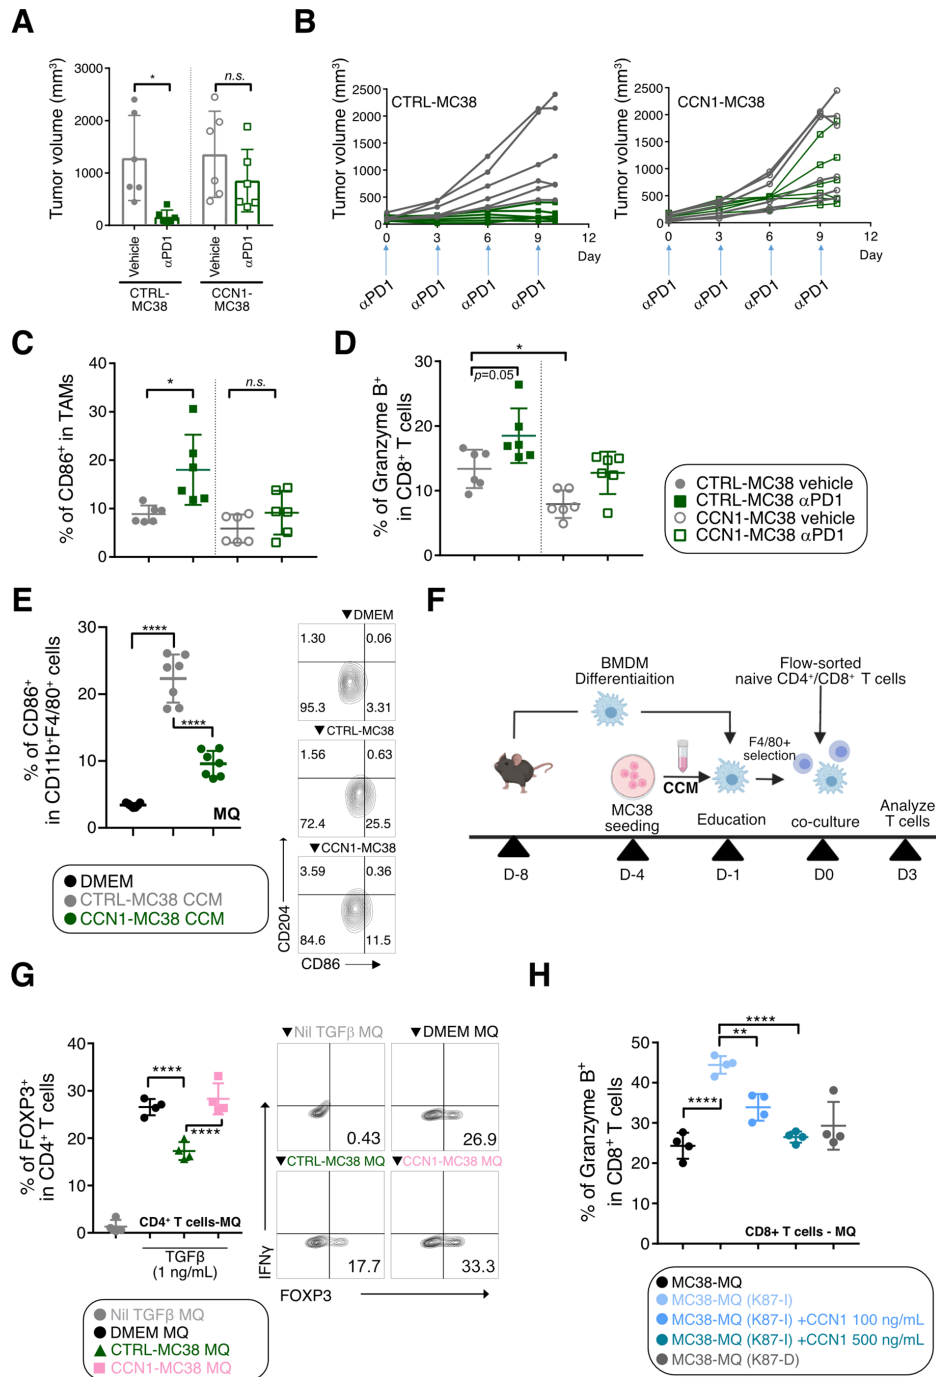 A
Tumor volume (mm³)
3000
2000
1000
0
*
n.s.
Vehicle
αPD1
Vehicle
αPD1
CTRL-
MC38
CCN1-
MC38
B
Tumor volume (mm³)
CTRL-MC38
2500
2000
1500
1000
500
0
0
3
6
9
12
Day
αPD1
αPD1
αPD1
αPD1
Tumor volume (mm³)
CCN1-MC38
2500
2000
1500
1000
500
0
0
3
6
9
12
Day
αPD1
αPD1
αPD1
αPD1
C
% of CD86⁺ in TAMs
40
30
20
10
0
*
n.s.
D
% of Granzyme B⁺
in CD8⁺ T cells
30
20
10
0
*
p=0.05
CTRL-MC38 vehicle
CTRL-MC38 αPD1
CCN1-MC38 vehicle
CCN1-MC38 αPD1
E
% of CD86⁺
in CD11b⁺F4/80⁺ cells
30
20
10
0
****
****
MQ
DMEM
CTRL-MC38 CCM
CCN1-MC38 CCM
▼DMEM
1.30
0.06
95.3
3.31
▼CTRL-MC38
1.56
0.63
72.4
25.5
▼CCN1-MC38
3.59
0.36
84.6
11.5
CD204
CD86
F
BMDM
Differentiaition
Flow-sorted
naive CD4⁺/CD8⁺ T cells
F4/80+
selection
CCM
MC38
seeding
Education
co-culture
Analyze
T cells
D-8
D-4
D-1
D0
D3
G
% of FOXP3⁺
in CD4⁺ T cells
40
30
20
10
0
****
****
CD4⁺ T cells-MQ
TGFβ
(1 ng/mL)
Nil TGFβ MQ
DMEM MQ
CTRL-MC38 MQ
CCN1-MC38 MQ
▼Nil TGFβ MQ
0.43
▼DMEM MQ
26.9
▼CTRL-MC38 MQ
17.7
▼CCN1-MC38 MQ
33.3
IFNγ
FOXP3
H
% of Granzyme B⁺
in CD8⁺ T cells
50
40
30
20
10
0
****
**
****
CD8+ T cells - MQ
MC38-MQ
MC38-MQ (K87-I)
MC38-MQ (K87-I) +CCN1 100 ng/mL
MC38-MQ (K87-I) +CCN1 500 ng/mL
MC38-MQ (K87-D)